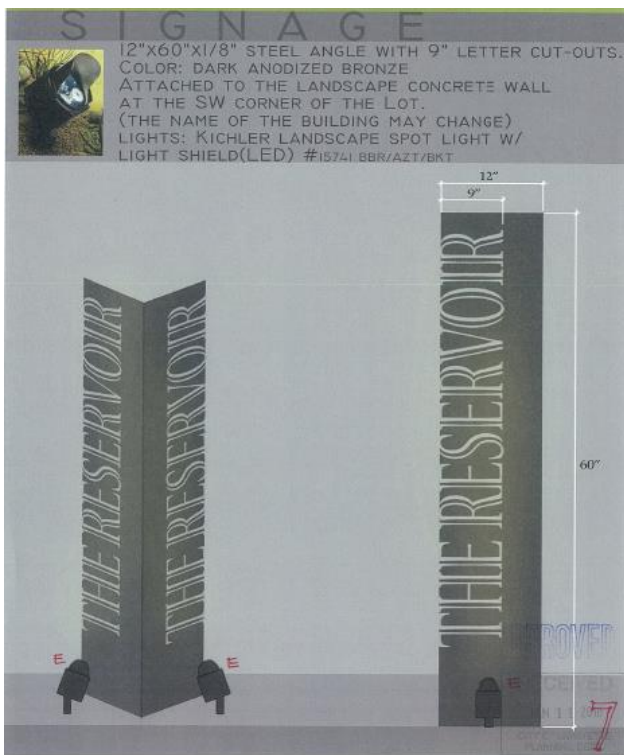 SIGNAGE
12"x60"x1/8" STEEL ANGLE WITH 9" LETTER CUT-OUTS.
COLOR: DARK ANODIZED BRONZE
ATTACHED TO THE LANDSCAPE CONCRETE WALL
AT THE SW CORNER OF THE LOT.
(THE NAME OF THE BUILDING MAY CHANGE)
LIGHTS: KICHLER LANDSCAPE SPOT LIGHT W/
LIGHT SHIELD(LED) #15741 BBR/AZT/BKT
12"
9"
THE RESERVOIR
THE RESERVOIR
THE RESERVOIR
60"
E
E
E
RECEIVED
7